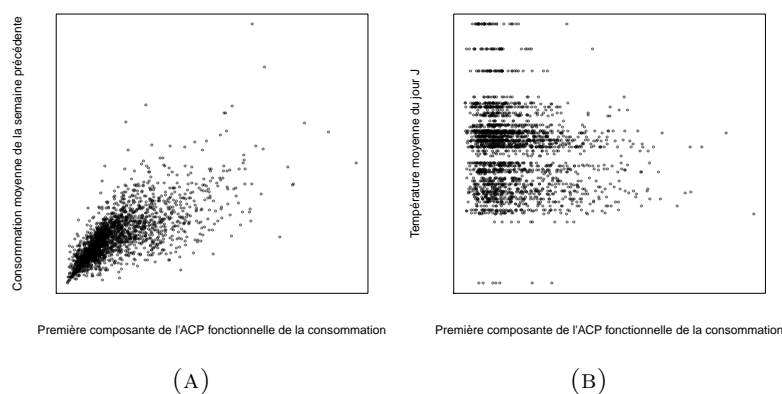 Consommation moyenne de la semaine précédente
Première composante de l'ACP fonctionnelle de la consommation
(A)
Température moyenne du jour J
Première composante de l'ACP fonctionnelle de la consommation
(B)